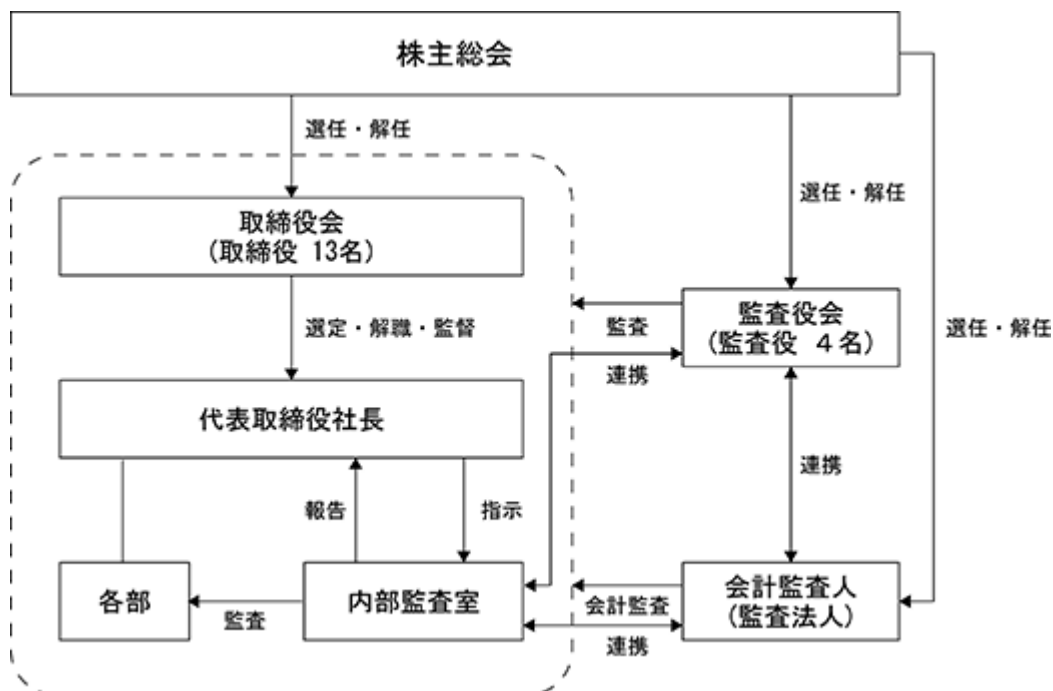 株主総会
選任・解任
選任・解任
選任・解任
取締役会
(取締役 13名)
選定・解職・監督
監査役会
(監査役 4名)
監査
連携
代表取締役社長
連携
報告
指示
各部
監査
内部監査室
会計監査
連携
会計監査人
(監査法人)